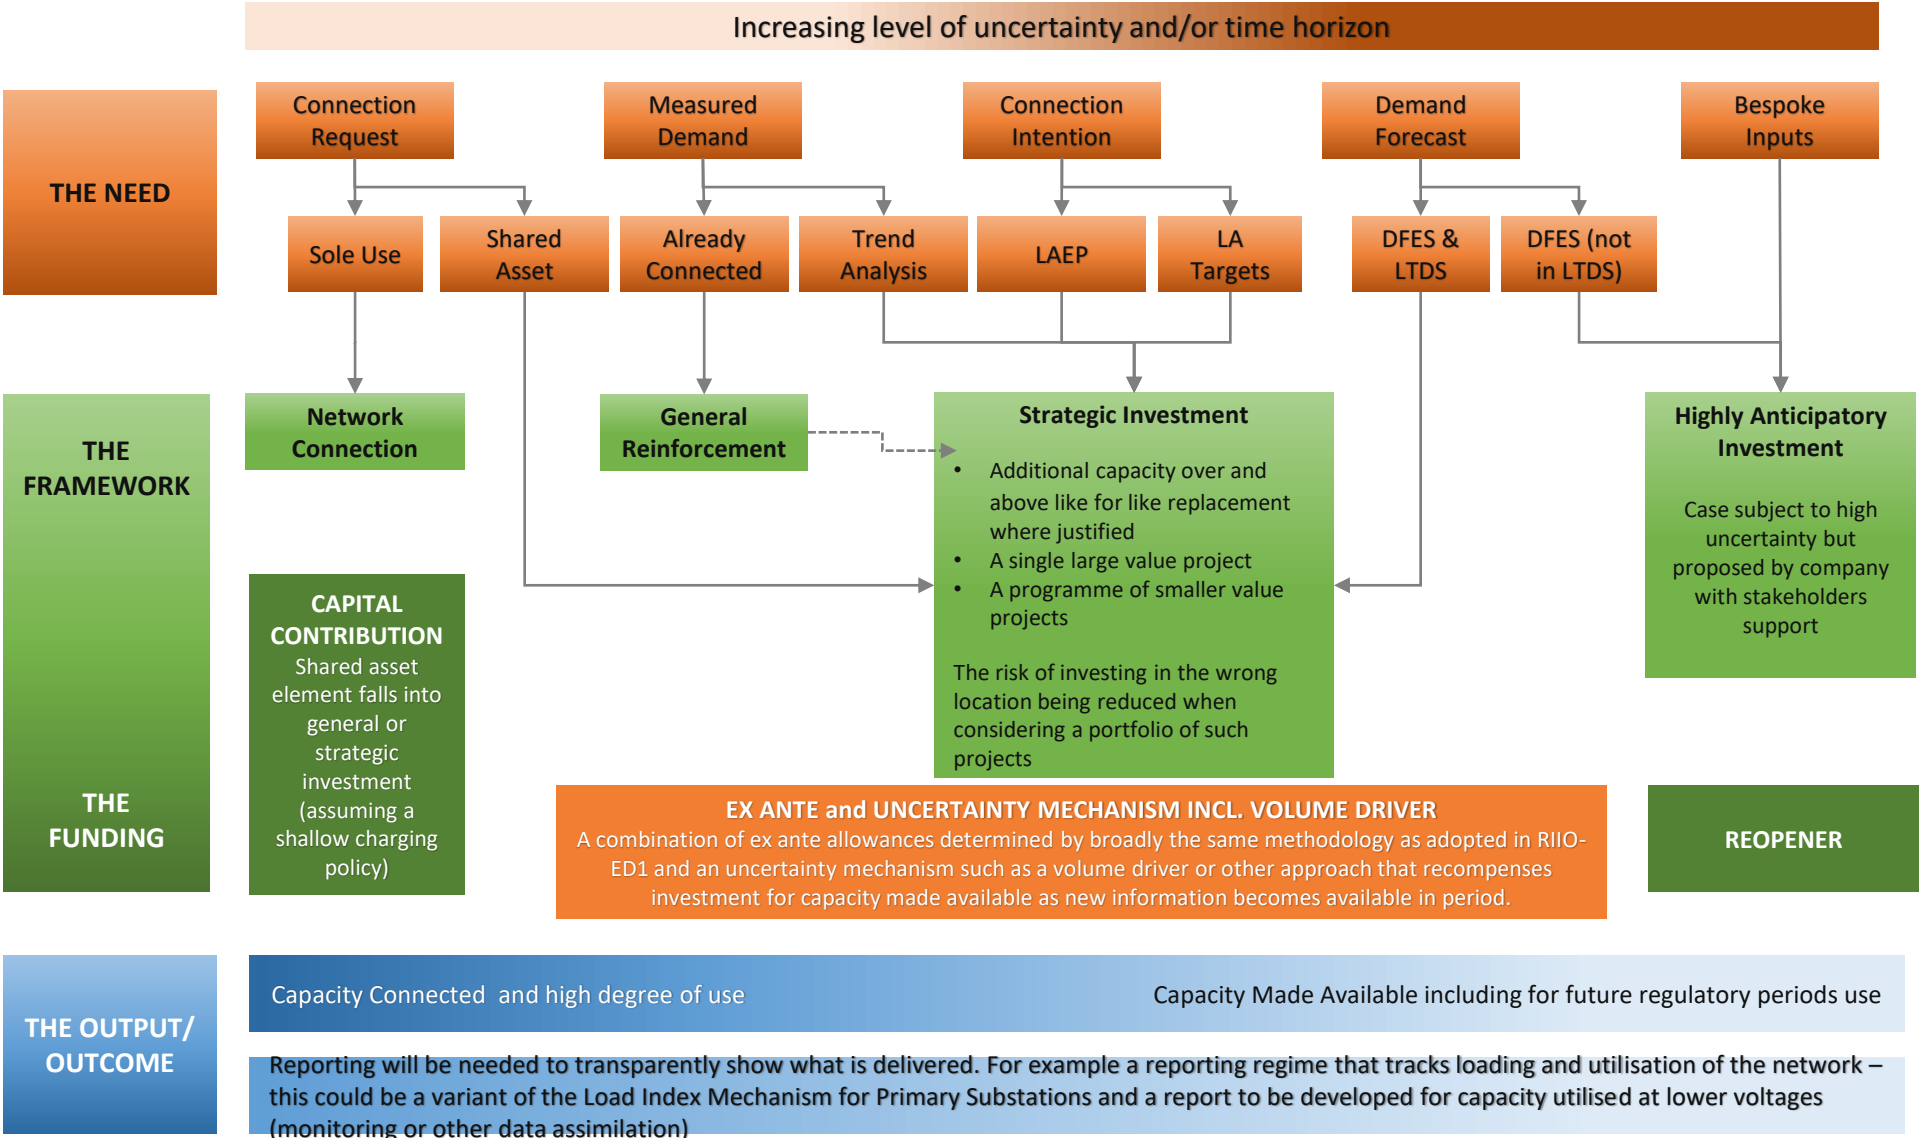 Increasing level of uncertainty and/or time horizon
THE NEED
Connection
Request
Measured
Demand
Connection
Intention
Demand
Forecast
Bespoke
Inputs
Sole Use
Shared
Asset
Already
Connected
Trend
Analysis
LAEP
LA
Targets
DFES &
LTDS
DFES (not
in LTDS)
THE
FRAMEWORK
Network
Connection
General
Reinforcement
Strategic Investment
• Additional capacity over and
above like for like replacement
where justified
• A single large value project
• A programme of smaller value
projects
The risk of investing in the wrong
location being reduced when
considering a portfolio of such
projects
Highly Anticipatory
Investment
Case subject to high
uncertainty but
proposed by company
with stakeholders
support
THE
FUNDING
CAPITAL
CONTRIBUTION
Shared asset
element falls into
general or
strategic
investment
(assuming a
shallow charging
policy)
EX ANTE and UNCERTAINTY MECHANISM INCL. VOLUME DRIVER
A combination of ex ante allowances determined by broadly the same methodology as adopted in RIIO-
ED1 and an uncertainty mechanism such as a volume driver or other approach that recompenses
investment for capacity made available as new information becomes available in period.
REOPENER
THE OUTPUT/
OUTCOME
Capacity Connected and high degree of use
Capacity Made Available including for future regulatory periods use
Reporting will be needed to transparently show what is delivered. For example a reporting regime that tracks loading and utilisation of the network –
this could be a variant of the Load Index Mechanism for Primary Substations and a report to be developed for capacity utilised at lower voltages
(monitoring or other data assimilation)